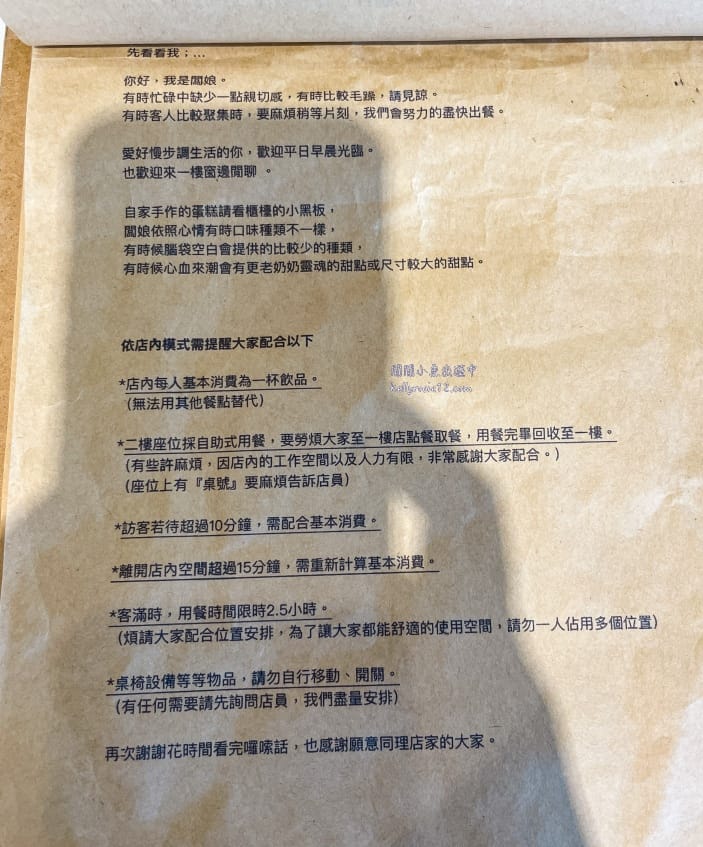 先看看我；...
你好，我是闆娘。
有時忙碌中缺少一點親切感，有時比較毛躁，請見諒。
有時客人比較聚集時，要麻煩稍等片刻，我們會努力的盡快出餐。
愛好慢步調生活的你，歡迎平日早晨光臨。
也歡迎來一樓窗邊閒聊 。
自家手作的蛋糕請看櫃檯的小黑板，
闆娘依照心情有時口味種類不一樣，
有時候腦袋空白會提供的比較少的種類，
有時候心血來潮會有更老奶奶靈魂的甜點或尺寸較大的甜點。
依店內模式需提醒大家配合以下
*店內每人基本消費為一杯飲品。
(無法用其他餐點替代)
*二樓座位採自助式用餐，要勞煩大家至一樓店點餐取餐，用餐完畢回收至一樓。
(有些許麻煩，因店內的工作空間以及人力有限，非常感謝大家配合。)
(座位上有『桌號』要麻煩告訴店員)
*訪客若待超過10分鐘，需配合基本消費。
*離開店內空間超過15分鐘，需重新計算基本消費。
*客滿時，用餐時間限時2.5小時。
(煩請大家配合位置安排，為了讓大家都能舒適的使用空間，請勿一人佔用多個位置)
*桌椅設備等等物品，請勿自行移動、開關。
(有任何需要請先詢問店員，我們盡量安排)
再次謝謝花時間看完囉嗦話，也感謝願意同理店家的大家。